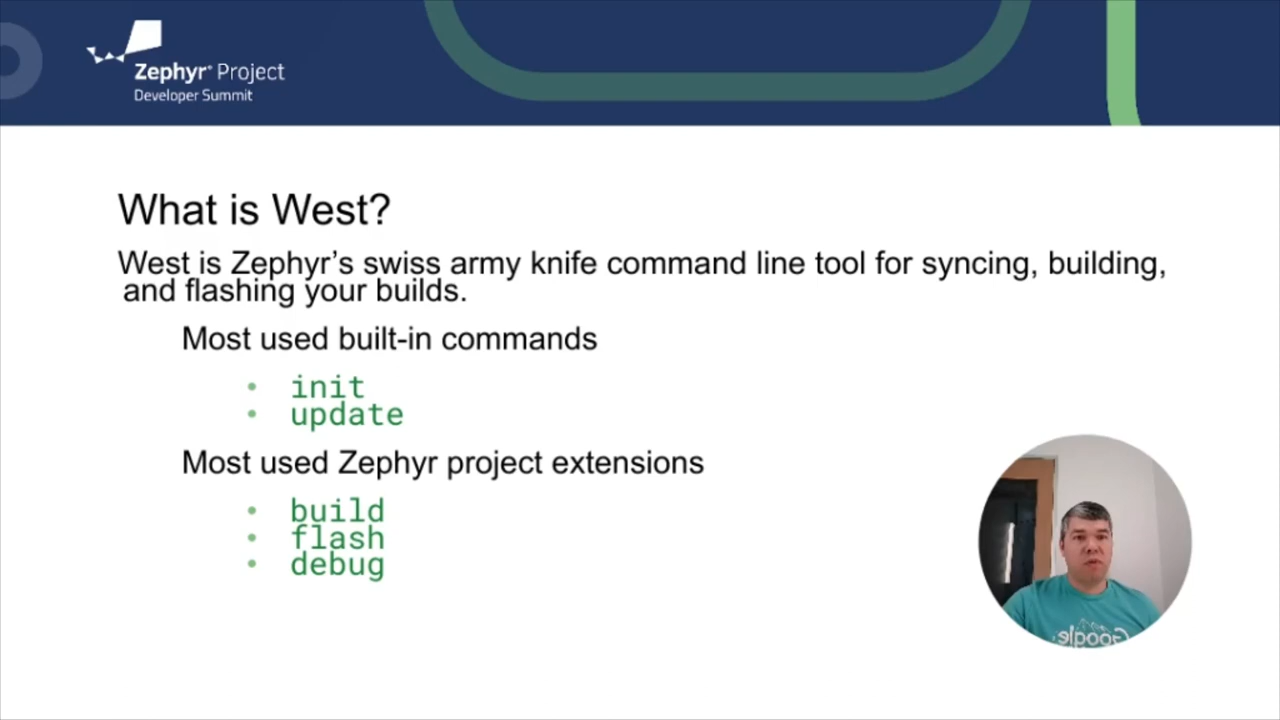 Zephyr® Project
Developer Summit
What is West?
West is Zephyr's swiss army knife command line tool for syncing, building,
and flashing your builds.
Most used built-in commands
• init
• update
Most used Zephyr project extensions
• build
• flash
• debug
Google